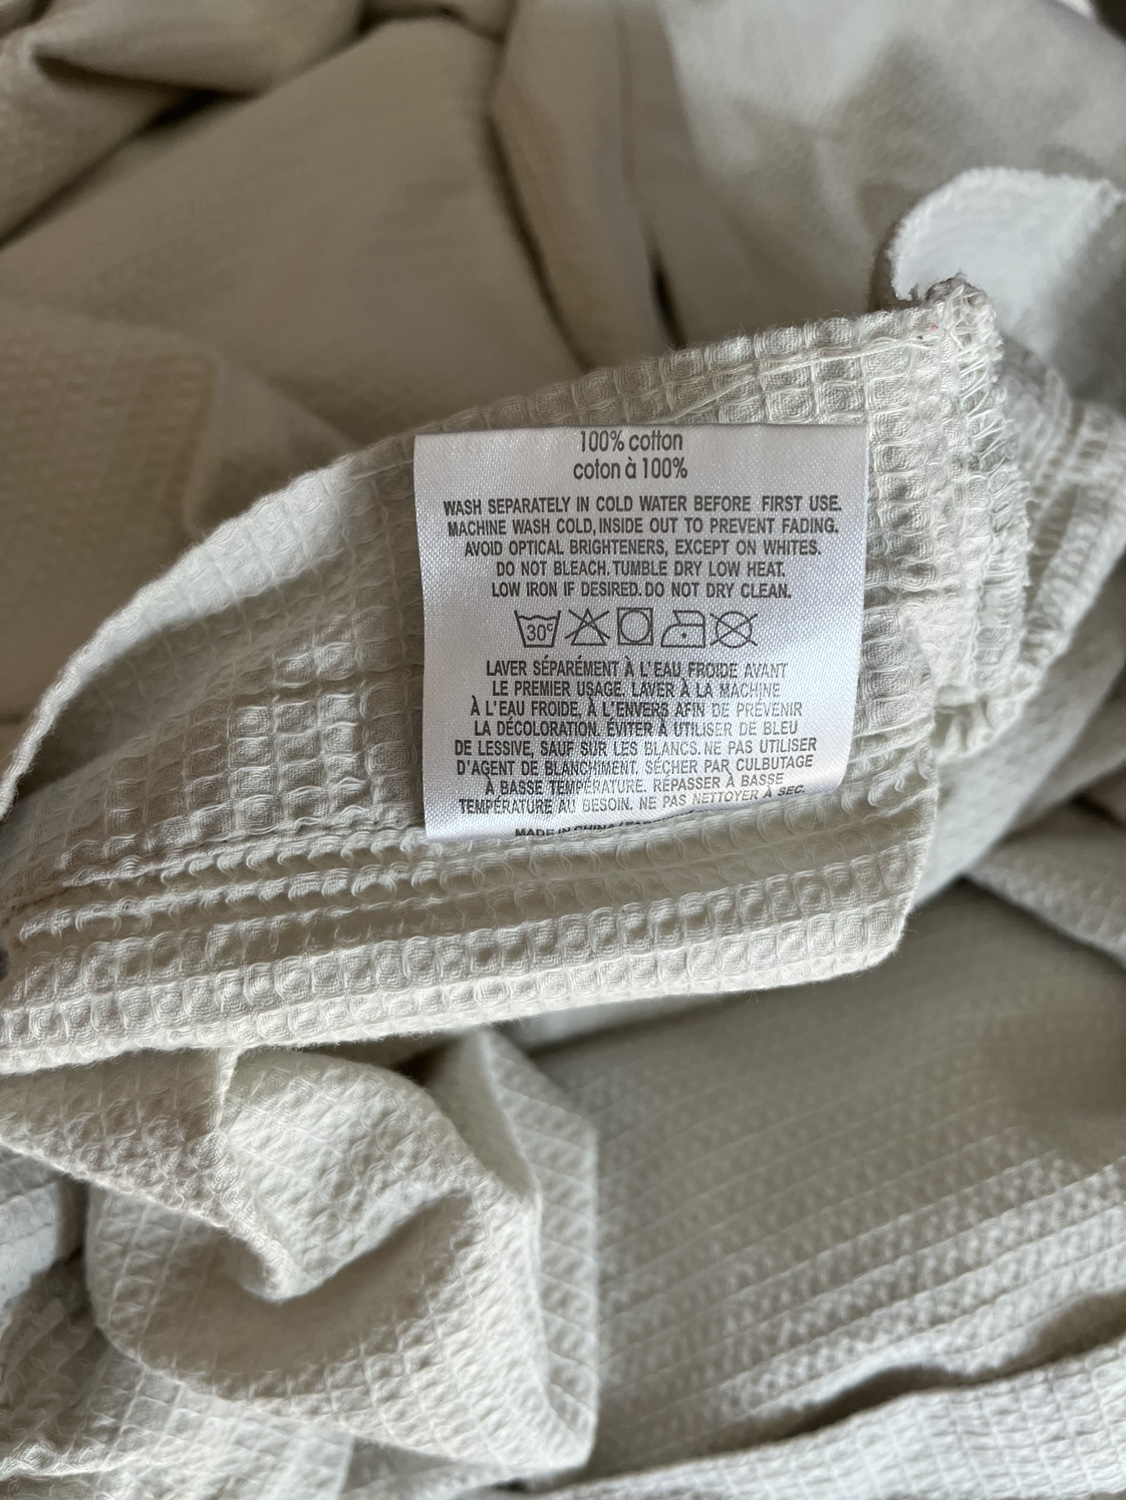 100% cotton
coton à 100%
WASH SEPARATELY IN COLD WATER BEFORE FIRST USE.
MACHINE WASH COLD, INSIDE OUT TO PREVENT FADING.
AVOID OPTICAL BRIGHTENERS, EXCEPT ON WHITES.
DO NOT BLEACH. TUMBLE DRY LOW HEAT.
LOW IRON IF DESIRED. DO NOT DRY CLEAN.
30°
LAVER SÉPARÉMENT À L'EAU FROIDE AVANT
LE PREMIER USAGE. LAVER À LA MACHINE
À L'EAU FROIDE, À L'ENVERS AFIN DE PRÉVENIR
LA DÉCOLORATION. ÉVITER À UTILISER DE BLEU
DE LESSIVE, SAUF SUR LES BLANCS. NE PAS UTILISER
D'AGENT DE BLANCHIMENT. SÉCHER PAR CULBUTAGE
À BASSE TEMPÉRATURE. RÉPASSER À BASSE
TEMPÉRATURE AU BESOIN. NE PAS NETTOYER À SEC.
MADE IN CHINA